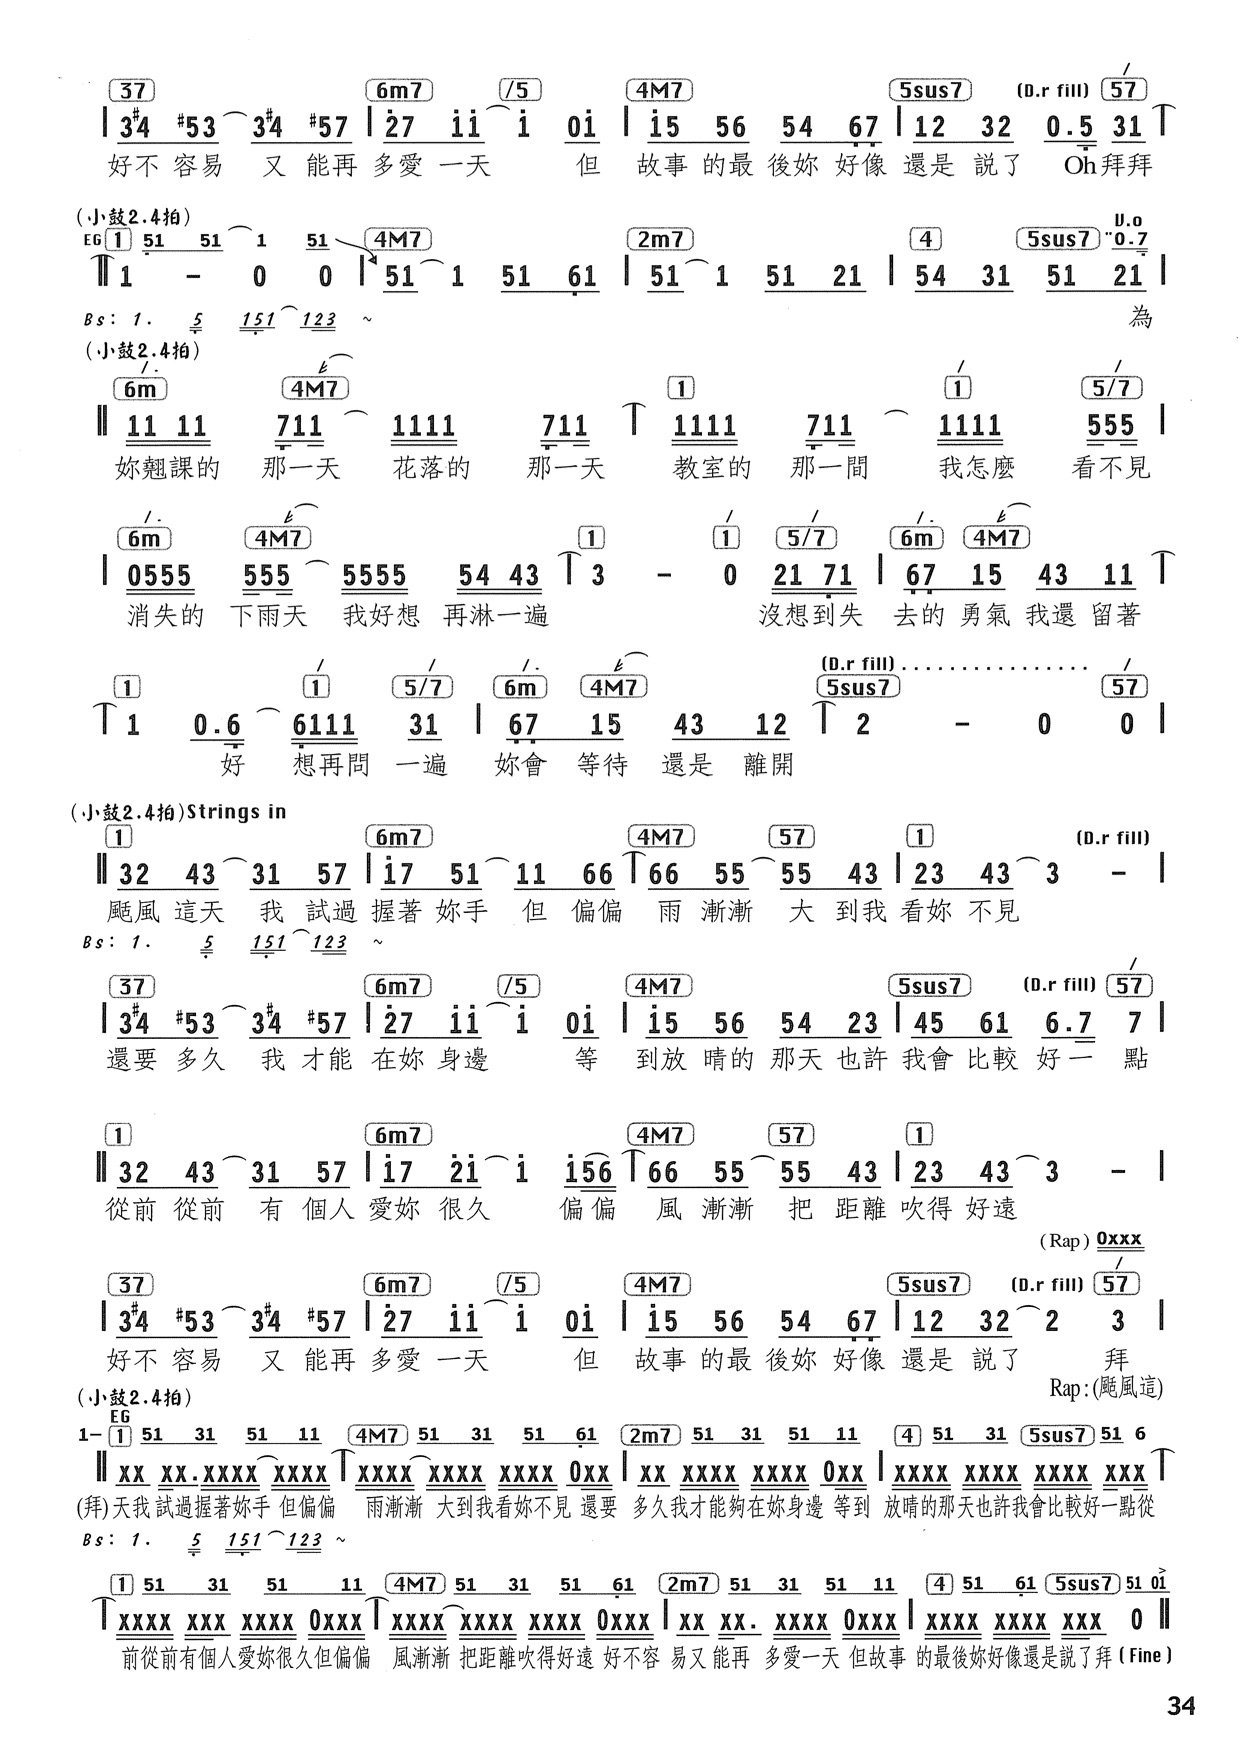 37 6m7 /5 4M7 5sus7 (D.r fill) 57
3#4 #53 3#4 #57 | 27 ii i 0i | i5 56 54 67 | 12 32 0.5 31
好不 容易 又 能再 多愛 一天 但 故事 的最 後妳 好像 還是 説了 Oh拜拜
(小鼓2.4拍) U.o
EG 1 51 51 1 51 4M7 2m7 4 5sus7 "0.7
1 – 0 0 | 51 1 51 61 | 51 1 51 21 | 54 31 51 21 |
Bs: 1. 5 151 123 ~ 為
(小鼓2.4拍)
6m 4M7 1 1 5/7
11 11 711 1111 711 1111 711 1111 555 |
妳翹課的 那一天 花落的 那一天 教室的 那一間 我怎麼 看不見
6m 4M7 1 1 5/7 6m 4M7
| 0555 555 5555 54 43 3 – 0 21 71 | 67 15 43 11
消失的 下雨天 我好想 再淋一遍 沒想到失 去的 勇氣 我還 留著
(D.r fill)................
1 1 5/7 6m 4M7 5sus7 57
1 0.6 6111 31 | 67 15 43 12 2 – 0 0 |
好 想再問 一遍 妳會 等待 還是 離開
(小鼓2.4拍)Strings in
1 6m7 4M7 57 1 (D.r fill)
32 43 31 57 | i7 51 11 66 66 55 55 43 | 23 43 3 – |
颳風 這天 我 試過 握著 妳手 但 偏偏 雨 漸漸 大 到我 看妳 不見
Bs: 1. 5 151 123 ~
37 6m7 /5 4M7 5sus7 (D.r fill) 57
| 3#4 #53 3#4 #57 | 27 ii i 0i | i5 56 54 23 | 45 61 6.7 7 |
還要 多久 我 才能 在妳 身邊 等 到放 晴的 那天 也許 我會 比較 好一 點
1 6m7 4M7 57 1
32 43 31 57 | i7 2i i i56 66 55 55 43 | 23 43 3 – |
從前 從前 有 個人 愛妳 很久 偏偏 風 漸漸 把 距離 吹得 好遠
(Rap) 0xxx
37 6m7 /5 4M7 5sus7 (D.r fill) 57
| 3#4 #53 3#4 #57 | 27 ii i 0i | i5 56 54 67 | 12 32 2 3 |
好不 容易 又 能再 多愛 一天 但 故事 的最 後妳 好像 還是 説了 拜
(小鼓2.4拍) Rap:(颳風這)
EG
1– 1 51 31 51 11 4M7 51 31 51 61 2m7 51 31 51 11 4 51 31 5sus7 51 6
xx xx.xxxx xxxx xxxx xxxx xxxx 0xx | xx xxxx xxxx 0xx | xxxx xxxx xxxx xxx
(拜)天我 試過握著妳手 但偏偏 雨漸漸 大到我看妳不見 還要 多久我才能夠在妳身邊 等到 放晴的那天也許我會比較好一點從
Bs: 1. 5 151 123 ~
1 51 31 51 11 4M7 51 31 51 61 2m7 51 31 51 11 4 51 61 5sus7 51 0i
xxxx xxx xxxx 0xxx xxxx xxxx xxxx 0xxx | xx xx. xxxx 0xxx | xxxx xxxx xxx 0
前從前有個人愛妳很久但偏偏 風漸漸 把距離吹得好遠 好不容 易又 能再 多愛一天 但故事 的最後妳好像還是説了拜 (Fine)
34